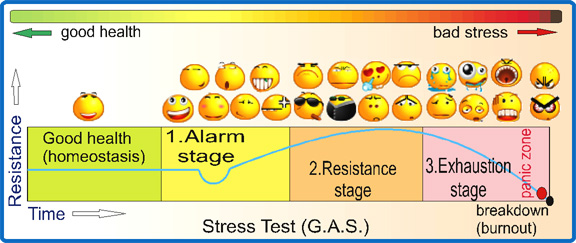 good health
bad stress
Resistance
Good health
(homeostasis)
1.Alarm
stage
2.Resistance
stage
3.Exhaustion
stage
panic zone
breakdown
(burnout)
Time
Stress Test (G.A.S.)